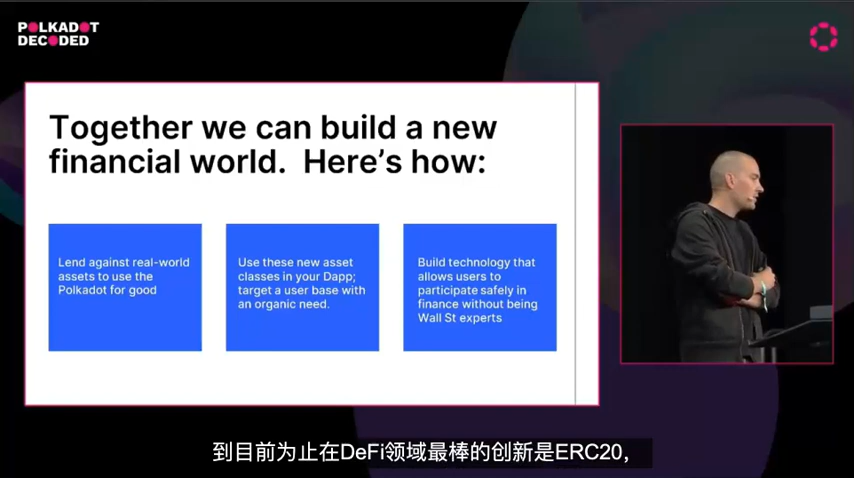 POLKADOT
DECODED
Together we can build a new
financial world. Here's how:
Lend against real-world
assets to use the
Polkadot for good
Use these new asset
classes in your Dapp;
target a user base with
an organic need.
Build technology that
allows users to
participate safely in
finance without being
Wall St experts
到目前为止在DeFi领域最棒的创新是ERC20,